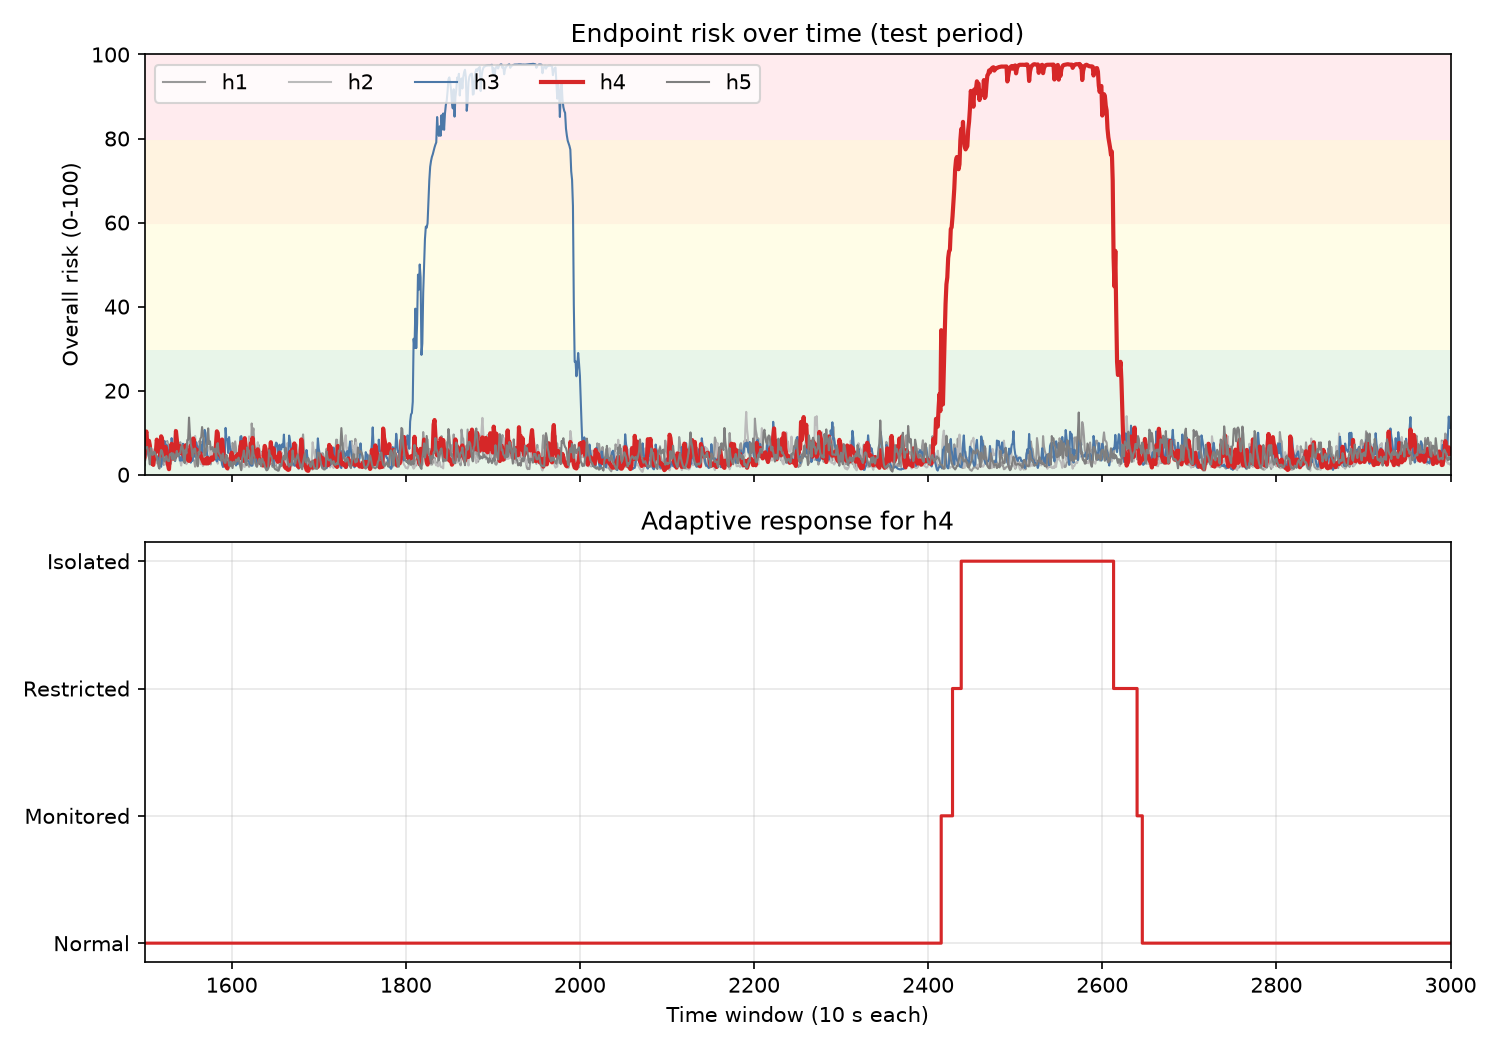 Endpoint risk over time (test period)
100
80
60
40
20
0
Overall risk (0-100)
h1 h2 h3 h4 h5
Adaptive response for h4
Isolated
Restricted
Monitored
Normal
1600 1800 2000 2200 2400 2600 2800 3000
Time window (10 s each)